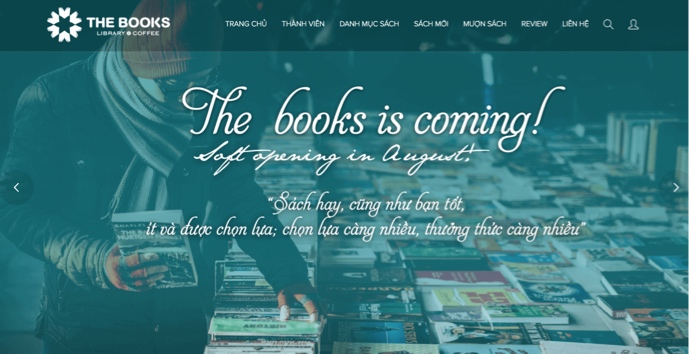 THE BOOKS
LIBRARY & COFFEE
TRANG CHỦ THÀNH VIÊN DANH MỤC SÁCH SÁCH MỚI MƯỢN SÁCH REVIEW LIÊN HỆ
The books is coming!
Soft opening in August!
"Sách hay, cũng như bạn tốt,
ít và được chọn lựa; chọn lựa càng nhiều, thưởng thức càng nhiều"